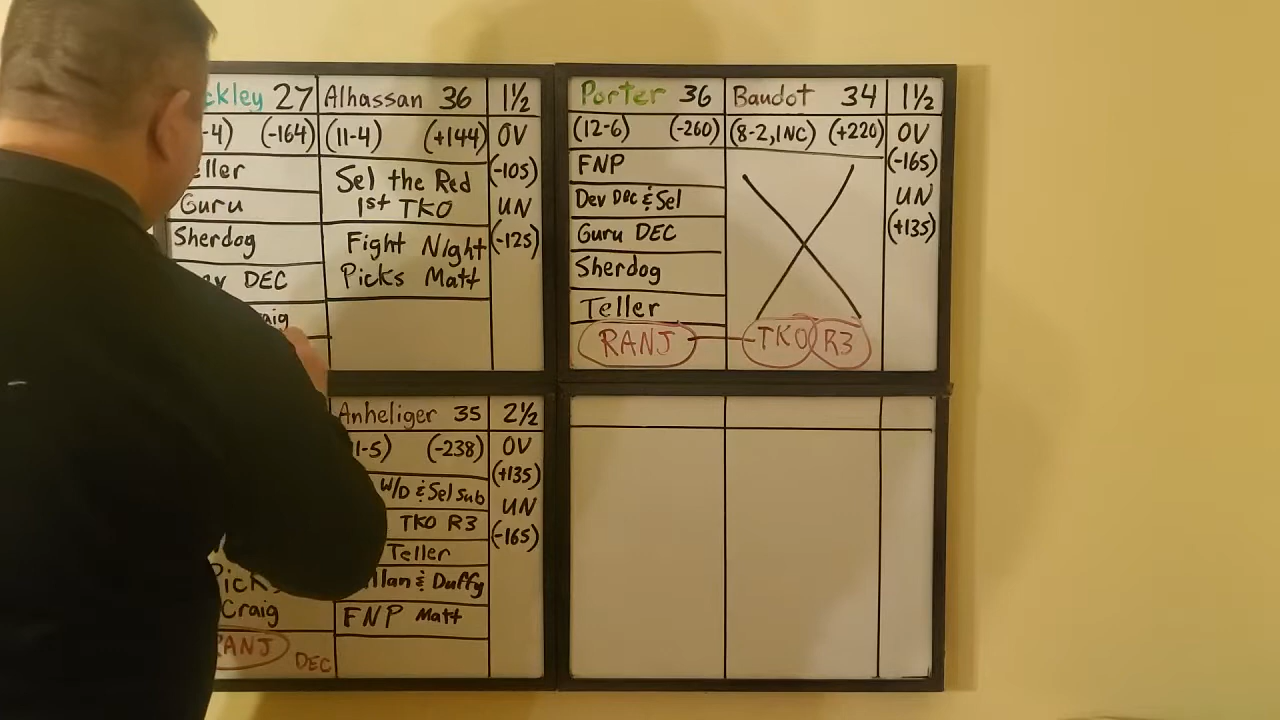 ckley 27 Alhassan 36 1½
-4) (-164) (11-4) (+144) OV
eller Sel the Red (-105)
Guru 1st TKO UN
Sherdog Fight Night (-125)
DEC Picks Matt
aig
Porter 36 Baudot 34 1½
(12-6) (-260) (8-2,1NC) (+220) OV
FNP (-165)
Dev Dec & Sel UN
Guru DEC (+135)
Sherdog
Teller
RANJ TKO R3
Anheliger 35 2½
1-5) (-238) OV
W/D & Sel Sub (+135)
TKO R3 UN
Teller (-165)
llan & Duffy
Pick
Craig FNP Matt
RANJ DEC